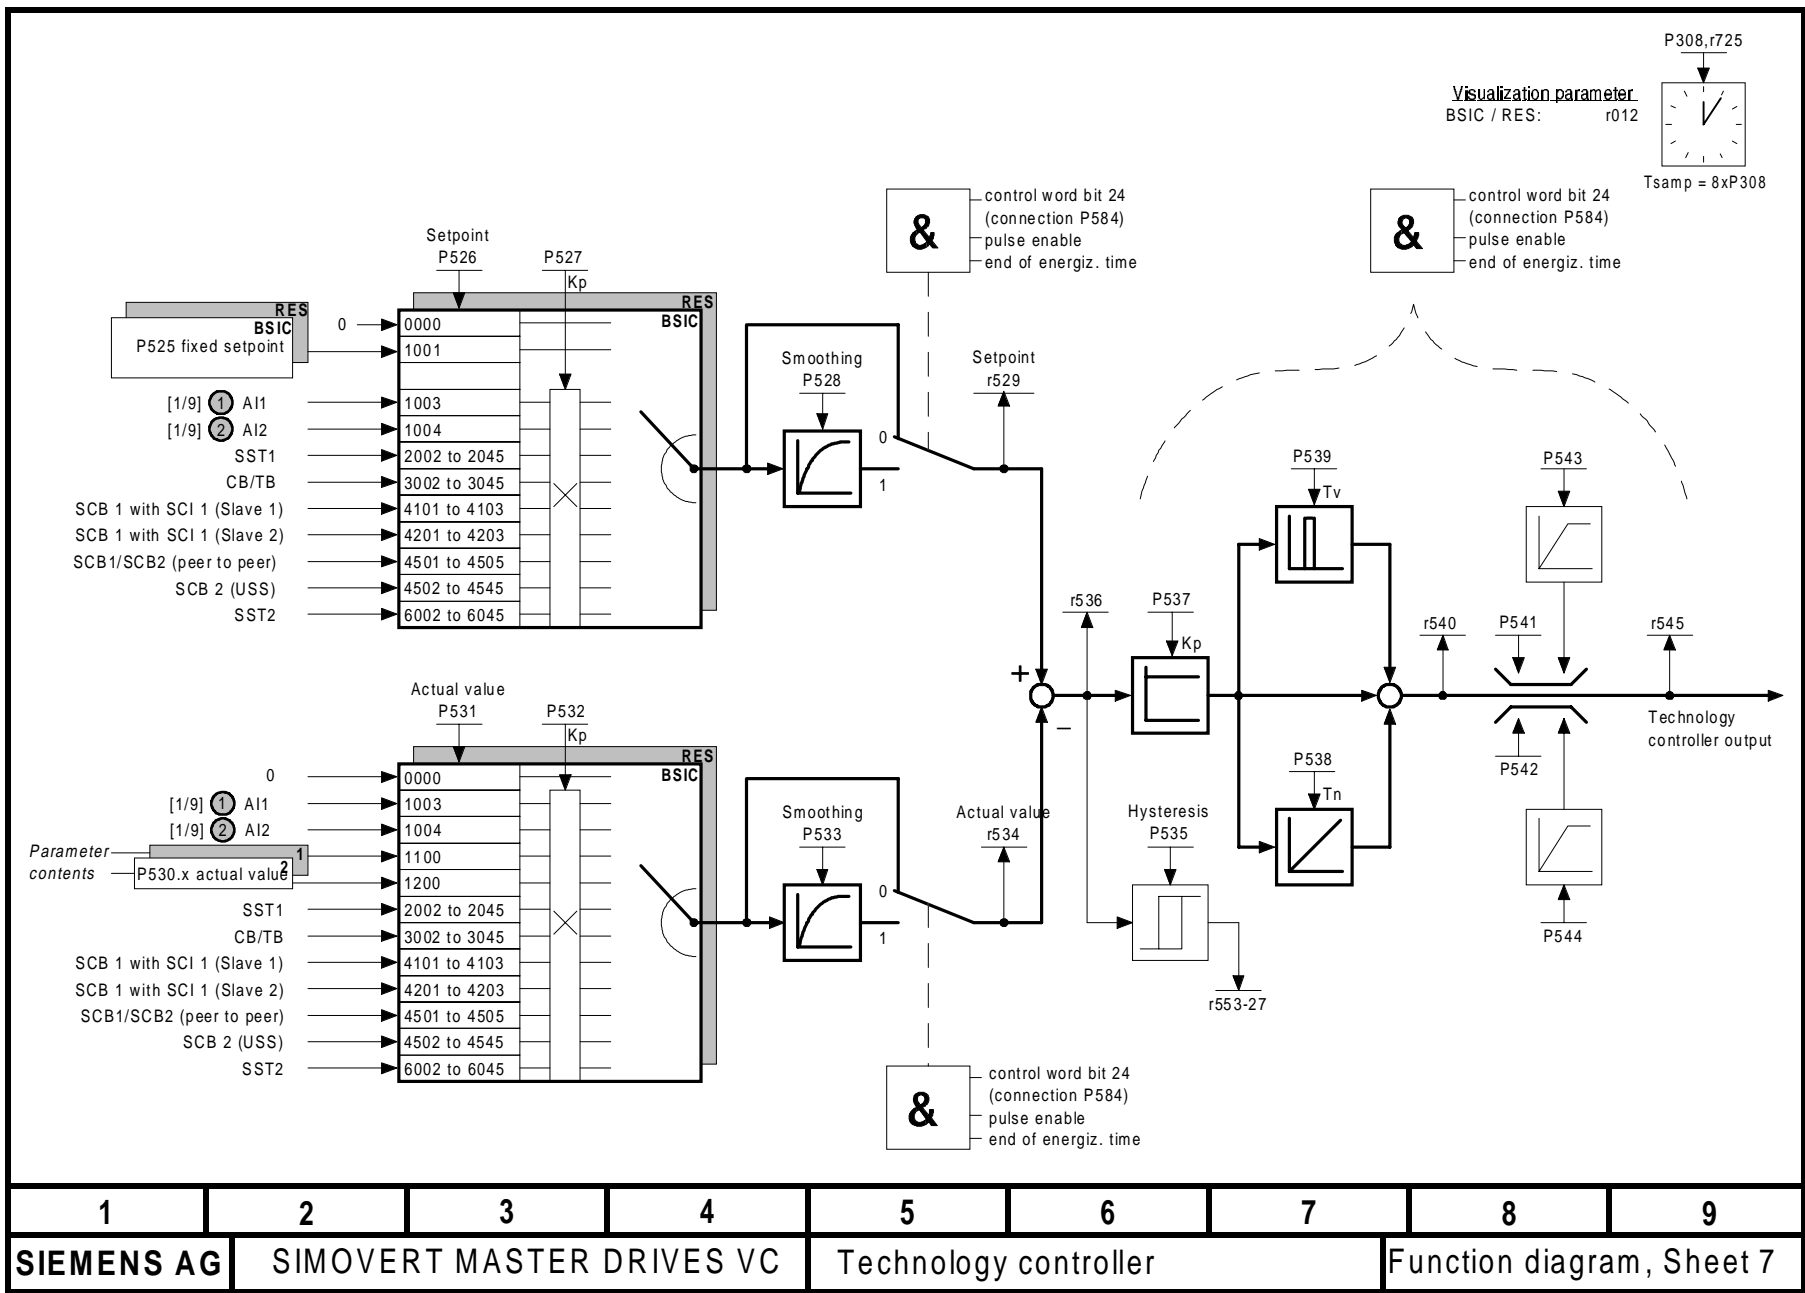 P308,r725
Visualization parameter
BSIC / RES: r012
Tsamp = 8xP308
control word bit 24
(connection P584)
pulse enable
end of energiz. time
&
control word bit 24
(connection P584)
pulse enable
end of energiz. time
&
Setpoint
P526
P527
Kp
RES
BSIC
P525 fixed setpoint
RES
BSIC
0
0000
1001
[1/9] 1 AI1
1003
[1/9] 2 AI2
1004
SST1
2002 to 2045
CB/TB
3002 to 3045
SCB 1 with SCI 1 (Slave 1)
4101 to 4103
SCB 1 with SCI 1 (Slave 2)
4201 to 4203
SCB1/SCB2 (peer to peer)
4501 to 4505
SCB 2 (USS)
4502 to 4545
SST2
6002 to 6045
Smoothing
P528
0
1
Setpoint
r529
P539
Tv
P543
r536
P537
Kp
r540
P541
r545
+
−
Technology
controller output
P542
P538
Tn
P544
Hysteresis
P535
r553-27
Actual value
P531
P532
Kp
RES
BSIC
0
0000
[1/9] 1 AI1
1003
[1/9] 2 AI2
1004
Parameter
contents
1
2
P530.x actual value
1100
1200
SST1
2002 to 2045
CB/TB
3002 to 3045
SCB 1 with SCI 1 (Slave 1)
4101 to 4103
SCB 1 with SCI 1 (Slave 2)
4201 to 4203
SCB1/SCB2 (peer to peer)
4501 to 4505
SCB 2 (USS)
4502 to 4545
SST2
6002 to 6045
Smoothing
P533
0
1
Actual value
r534
&
control word bit 24
(connection P584)
pulse enable
end of energiz. time
1 2 3 4 5 6 7 8 9
SIEMENS AG
SIMOVERT MASTER DRIVES VC
Technology controller
Function diagram, Sheet 7